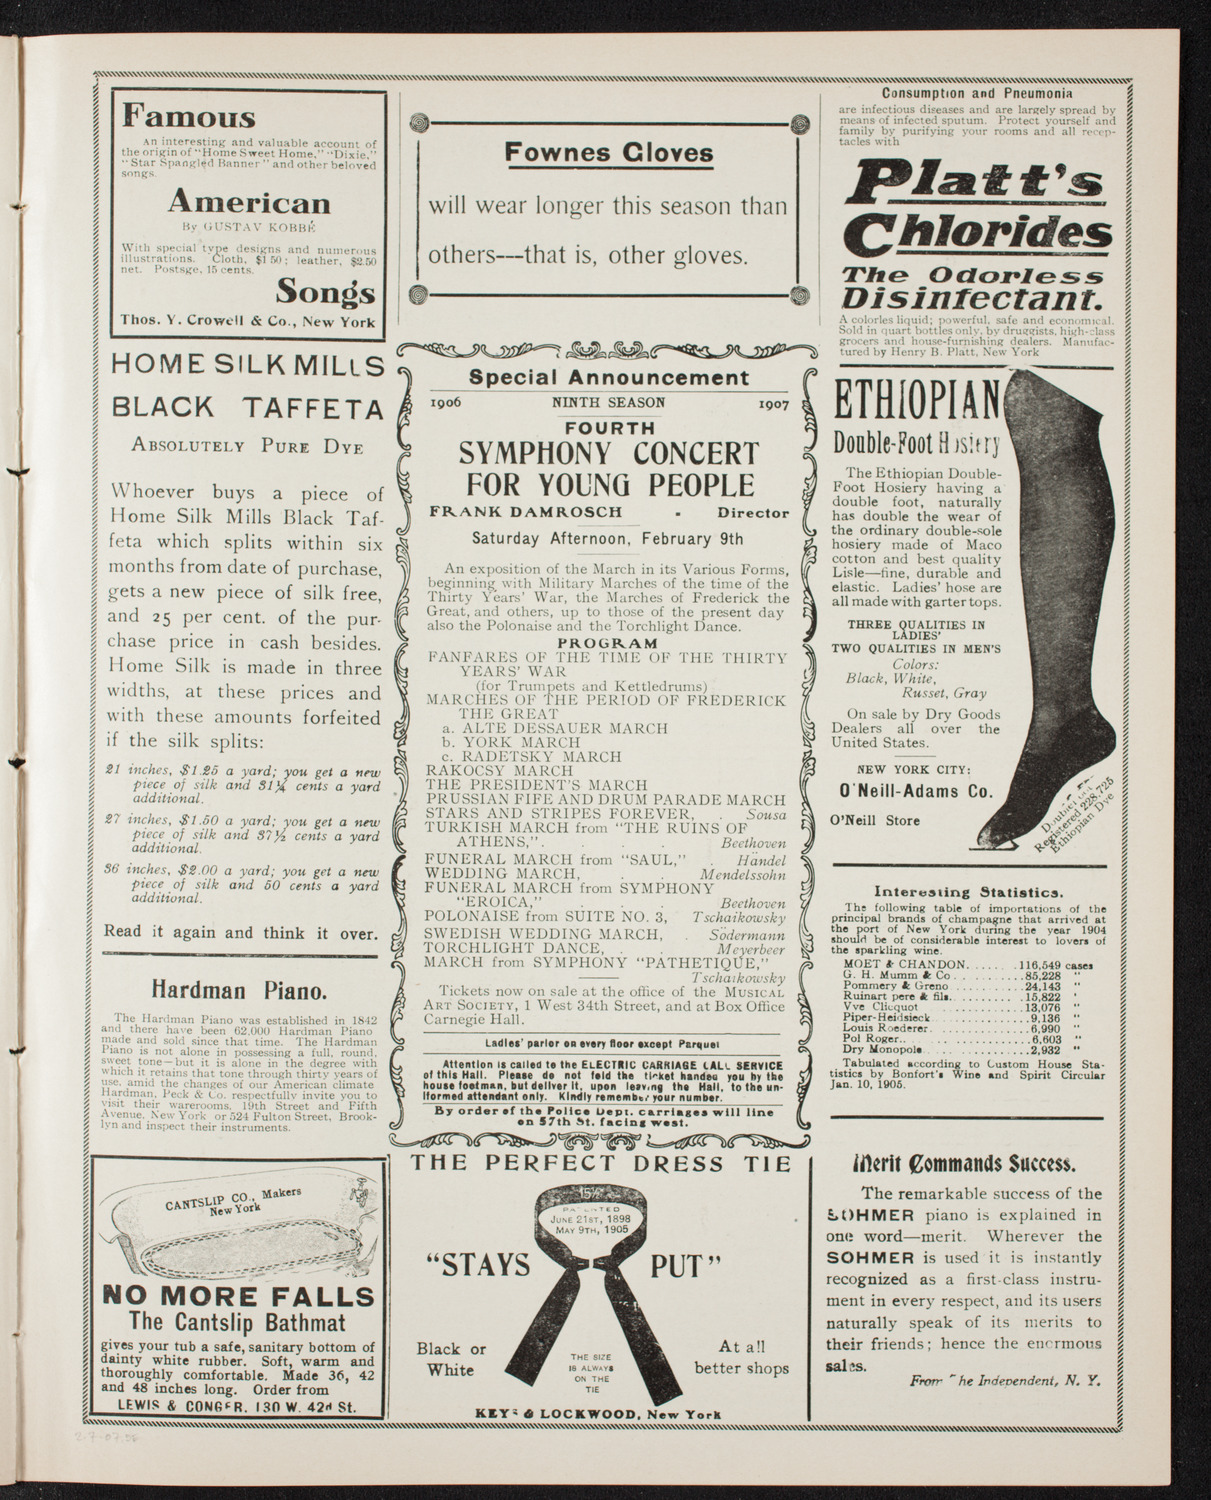 Famous
An interesting and valuable account of
the origin of "Home Sweet Home," "Dixie,"
"Star Spangled Banner" and other beloved
songs.
American
By GUSTAV KOBBÉ
With special type designs and numerous
illustrations. Cloth, $1.50; leather, $2.50
net. Postsge, 15 cents.
Songs
Thos. Y. Crowell & Co., New York
HOME SILK MILLS
BLACK TAFFETA
ABSOLUTELY PURE DYE
Whoever buys a piece of
Home Silk Mills Black Taf-
feta which splits within six
months from date of purchase,
gets a new piece of silk free,
and 25 per cent. of the pur-
chase price in cash besides.
Home Silk is made in three
widths, at these prices and
with these amounts forfeited
if the silk splits:
21 inches, $1.25 a yard; you get a new
piece of silk and 31¼ cents a yard
additional.
27 inches, $1.50 a yard; you get a new
piece of silk and 37½ cents a yard
additional.
36 inches, $2.00 a yard; you get a new
piece of silk and 50 cents a yard
additional.
Read it again and think it over.
Hardman Piano.
The Hardman Piano was established in 1842
and there have been 62,000 Hardman Piano
made and sold since that time. The Hardman
Piano is not alone in possessing a full, round,
sweet tone—but it is alone in the degree with
which it retains that tone through thirty years of
use, amid the changes of our American climate
Hardman, Peck & Co. respectfully invite you to
visit their warerooms, 19th Street and Fifth
Avenue, New York or 524 Fulton Street, Brook-
lyn and inspect their instruments.
CANTSLIP CO., Makers
New York
NO MORE FALLS
The Cantslip Bathmat
gives your tub a safe, sanitary bottom of
dainty white rubber. Soft, warm and
thoroughly comfortable. Made 36, 42
and 48 inches long. Order from
LEWIS & CONGER, 130 W. 42d St.
Fownes Gloves
will wear longer this season than
others---that is, other gloves.
Special Announcement
1906 NINTH SEASON 1907
FOURTH
SYMPHONY CONCERT
FOR YOUNG PEOPLE
FRANK DAMROSCH - Director
Saturday Afternoon, February 9th
An exposition of the March in its Various Forms,
beginning with Military Marches of the time of the
Thirty Years' War, the Marches of Frederick the
Great, and others, up to those of the present day
also the Polonaise and the Torchlight Dance.
PROGRAM
FANFARES OF THE TIME OF THE THIRTY
YEARS' WAR
(for Trumpets and Kettledrums)
MARCHES OF THE PERIOD OF FREDERICK
THE GREAT
a. ALTE DESSAUER MARCH
b. YORK MARCH
c. RADETSKY MARCH
RAKOCSY MARCH
THE PRESIDENT'S MARCH
PRUSSIAN FIFE AND DRUM PARADE MARCH
STARS AND STRIPES FOREVER, . Sousa
TURKISH MARCH from "THE RUINS OF
ATHENS," . . . . Beethoven
FUNERAL MARCH from "SAUL," . Händel
WEDDING MARCH, . . Mendelssohn
FUNERAL MARCH from SYMPHONY
"EROICA," . . . . Beethoven
POLONAISE from SUITE NO. 3, Tschaikowsky
SWEDISH WEDDING MARCH, . Södermann
TORCHLIGHT DANCE, . . Meyerbeer
MARCH from SYMPHONY "PATHETIQUE,"
Tschaikowsky
Tickets now on sale at the office of the MUSICAL
ART SOCIETY, 1 West 34th Street, and at Box Office
Carnegie Hall.
Ladies' parlor on every floor except Parquet
Attention is called to the ELECTRIC CARRIAGE CALL SERVICE
of this Hall. Please do not fold the ticket handed you by the
house footman, but deliver it, upon leaving the Hall, to the un-
iformed attendant only. Kindly remember your number.
By order of the Police Dept. carriages will line
on 57th St. facing west.
THE PERFECT DRESS TIE
15½
PATENTED
JUNE 21ST, 1898
MAY 9TH, 1905
"STAYS PUT"
Black or
White
THE SIZE
IS ALWAYS
ON THE
TIE
At all
better shops
KEYS & LOCKWOOD, New York
Consumption and Pneumonia
are infectious diseases and are largely spread by
means of infected sputum. Protect yourself and
family by purifying your rooms and all recep-
tacles with
Platt's
Chlorides
The Odorless
Disinfectant.
A colorles liquid; powerful, safe and economical.
Sold in quart bottles only, by druggists, high-class
grocers and house-furnishing dealers. Manufac-
tured by Henry B. Platt, New York
ETHIOPIAN
Double-Foot Hosiery
The Ethiopian Double-
Foot Hosiery having a
double foot, naturally
has double the wear of
the ordinary double-sole
hosiery made of Maco
cotton and best quality
Lisle—fine, durable and
elastic. Ladies' hose are
all made with garter tops.
THREE QUALITIES IN
LADIES'
TWO QUALITIES IN MEN'S
Colors:
Black, White,
Russet, Gray
On sale by Dry Goods
Dealers all over the
United States.
NEW YORK CITY:
O'Neill-Adams Co.
O'Neill Store
Registered 228,725
Ethiopian Dye
Interesting Statistics.
The following table of importations of the
principal brands of champagne that arrived at
the port of New York during the year 1904
should be of considerable interest to lovers of
the sparkling wine.
MOET & CHANDON. . . . . . .116,549 cases
G. H. Mumm & Co . . . . . . . . . .85,228 "
Pommery & Greno . . . . . . . . . .24,143 "
Ruinart pere & fils. . . . . . . . . .15,822 '
Vve Clicquot . . . . . . . . . .13,076 "
Piper-Heidsieck . . . . . . . . . . .9,136 "
Louis Roederer. . . . . . . . . . . .6,990 "
Pol Roger. . . . . . . . . . . . . .6,603 "
Dry Monopole . . . . . . . . . . . .2,932 "
Tabulated according to Custom House Sta-
tistics by Bonfort's Wine and Spirit Circular
Jan. 10, 1905.
Merit Commands Success.
The remarkable success of the
SOHMER piano is explained in
one word—merit. Wherever the
SOHMER is used it is instantly
recognized as a first-class instru-
ment in every respect, and its users
naturally speak of its merits to
their friends; hence the enormous
sales.
From The Independent, N. Y.